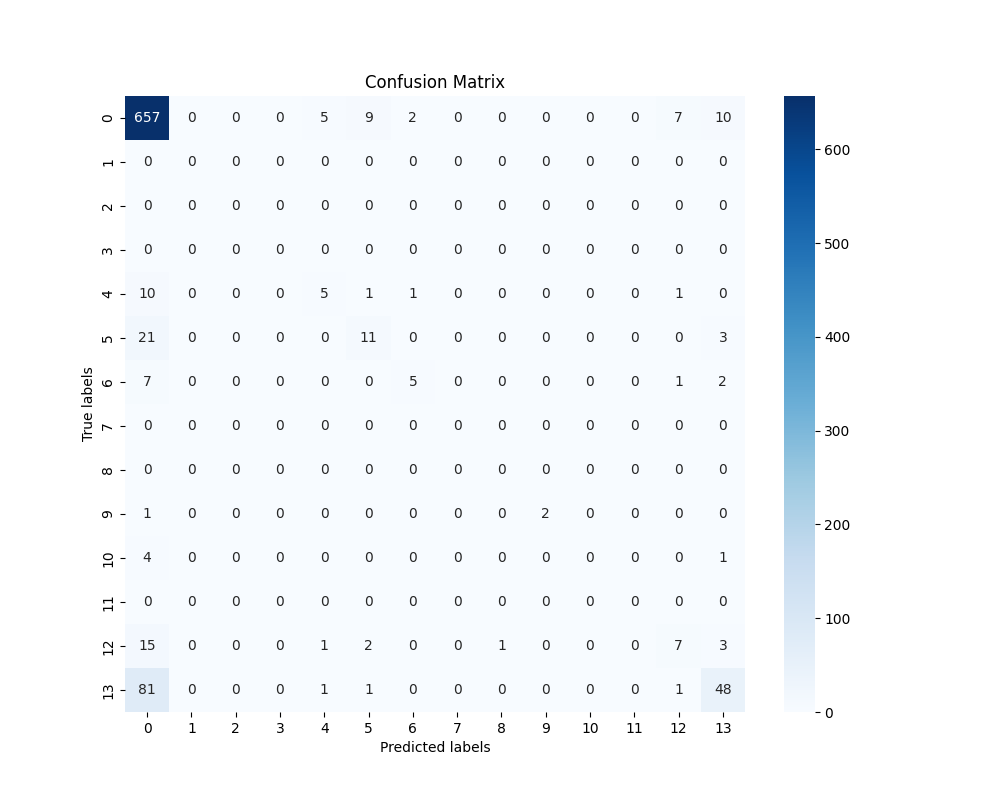 Confusion Matrix
0 657 0 0 0 5 9 2 0 0 0 0 0 7 10
1 0 0 0 0 0 0 0 0 0 0 0 0 0 0
2 0 0 0 0 0 0 0 0 0 0 0 0 0 0
3 0 0 0 0 0 0 0 0 0 0 0 0 0 0
4 10 0 0 0 5 1 1 0 0 0 0 0 1 0
5 21 0 0 0 0 11 0 0 0 0 0 0 0 3
6 7 0 0 0 0 0 5 0 0 0 0 0 1 2
7 0 0 0 0 0 0 0 0 0 0 0 0 0 0
8 0 0 0 0 0 0 0 0 0 0 0 0 0 0
9 1 0 0 0 0 0 0 0 0 2 0 0 0 0
10 4 0 0 0 0 0 0 0 0 0 0 0 0 1
11 0 0 0 0 0 0 0 0 0 0 0 0 0 0
12 15 0 0 0 1 2 0 0 1 0 0 0 7 3
13 81 0 0 0 1 1 0 0 0 0 0 0 1 48
0 1 2 3 4 5 6 7 8 9 10 11 12 13
Predicted labels
True labels
600
500
400
300
200
100
0